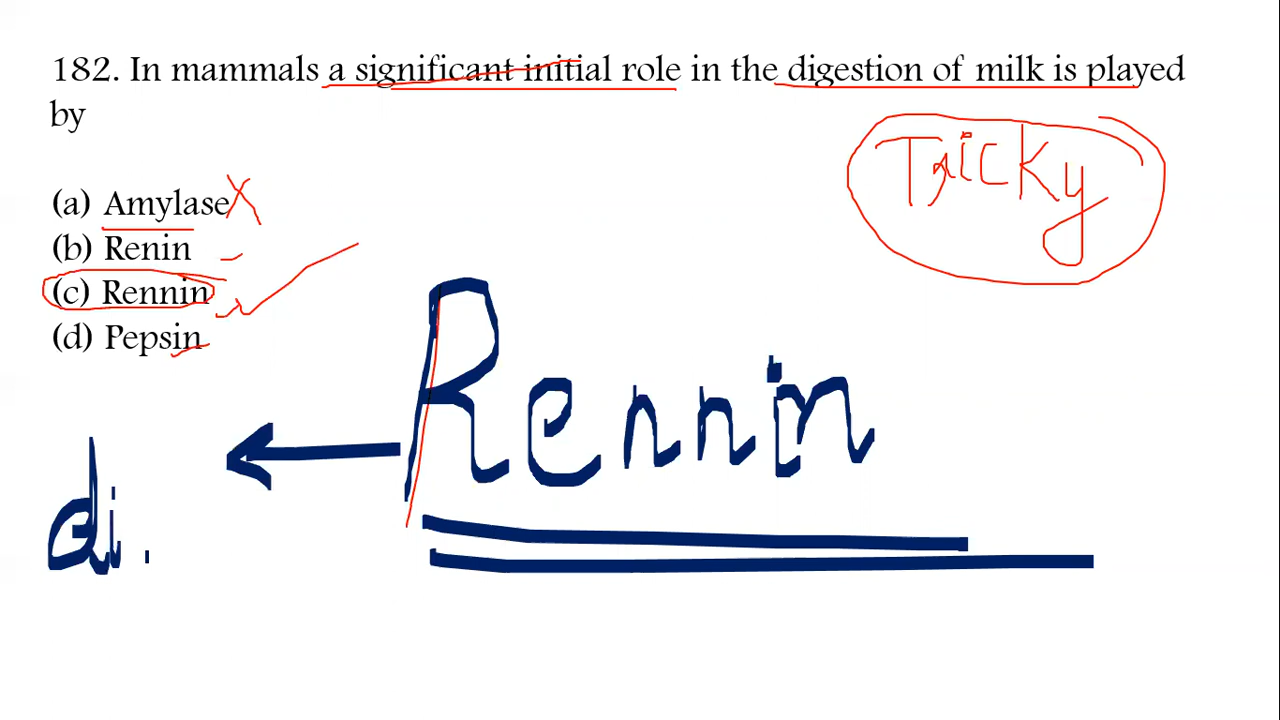 182. In mammals a significant initial role in the digestion of milk is played
by
Tricky
(a) Amylase X
(b) Renin
(c) Rennin
(d) Pepsin
Rennin
di.